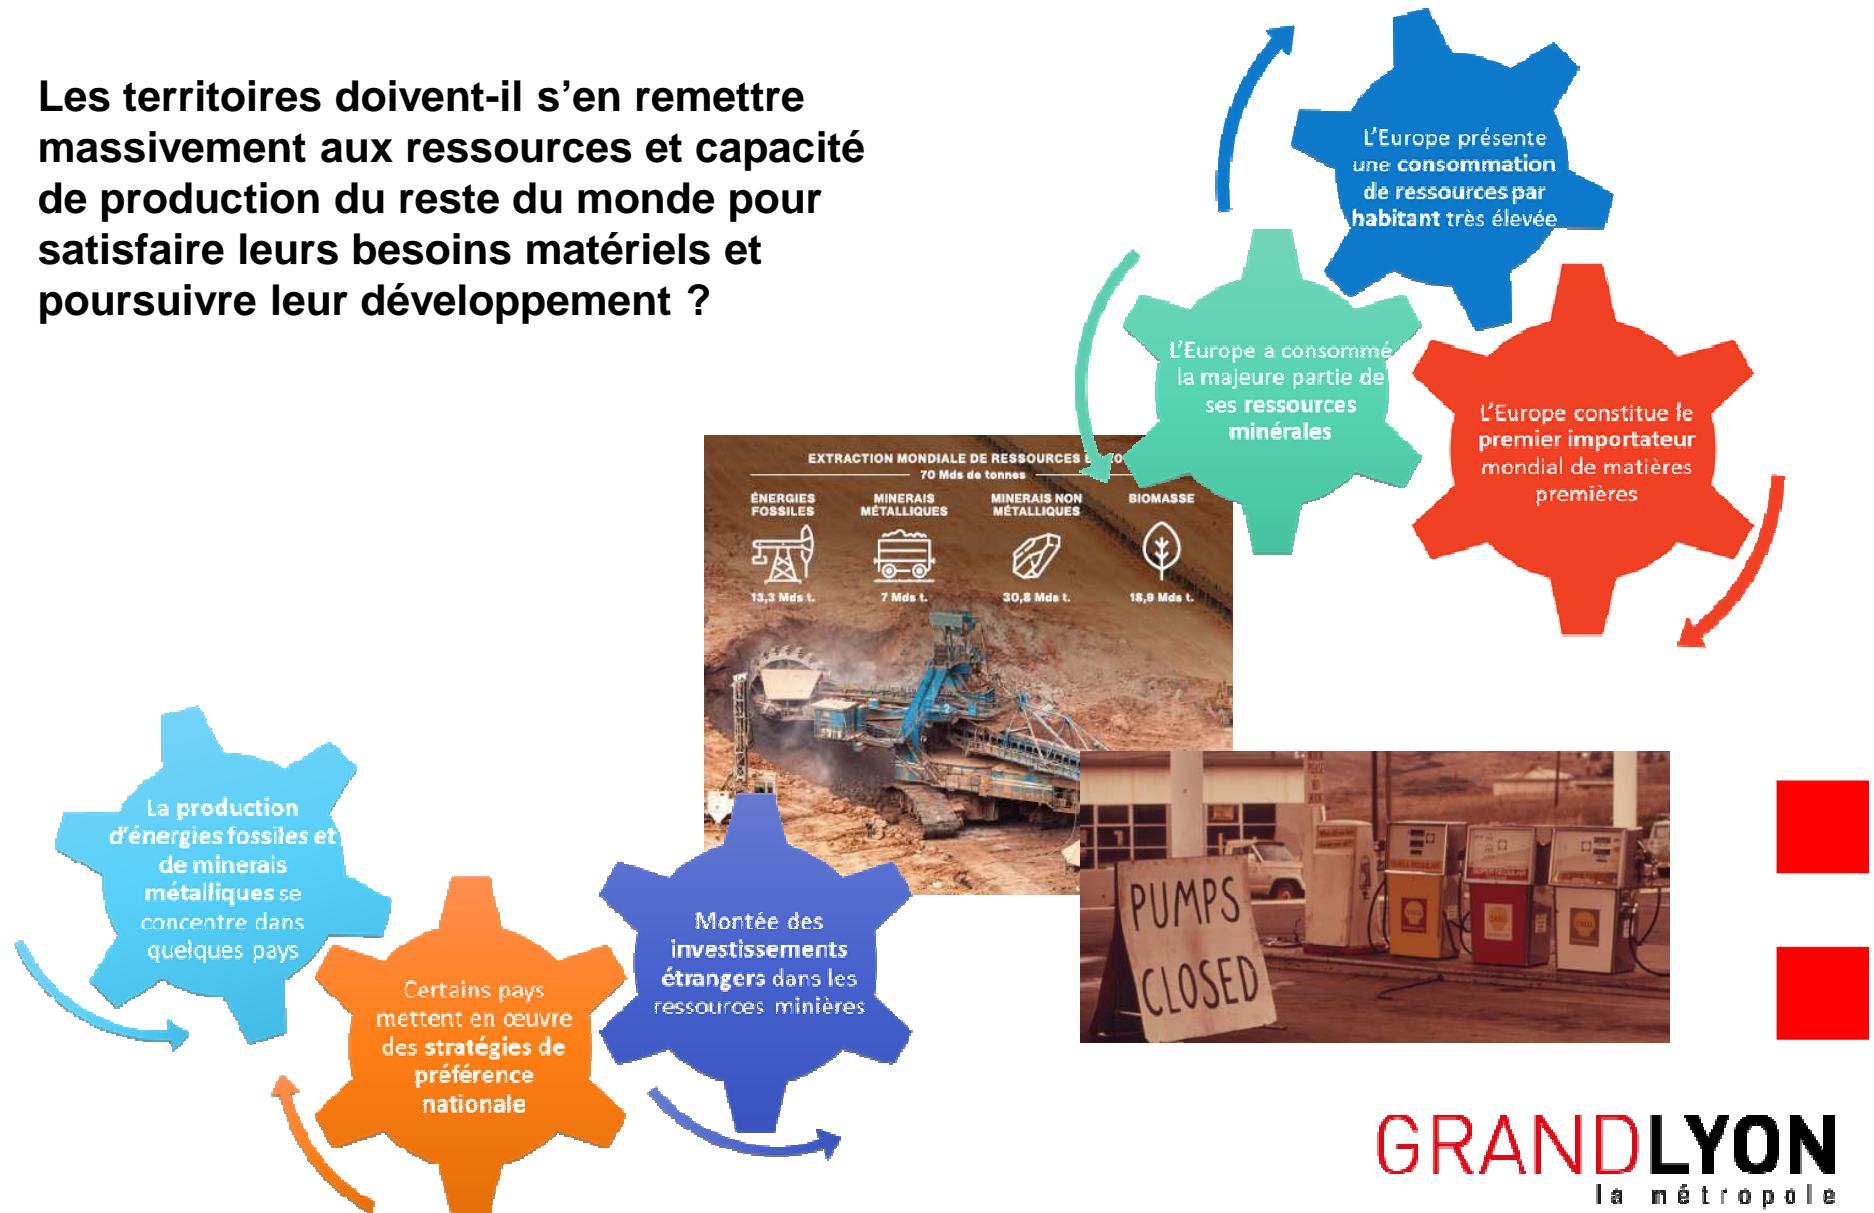 Les territoires doivent-il s’en remettre
massivement aux ressources et capacité
de production du reste du monde pour
satisfaire leurs besoins matériels et
poursuivre leur développement ?
L’Europe présente
une consommation
de ressources par
habitant très élevée
L’Europe a consommé
la majeure partie de
ses ressources
minérales
L’Europe constitue le
premier importateur
mondial de matières
premières
EXTRACTION MONDIALE DE RESSOURCES
70 Mds de tonnes
ÉNERGIES
FOSSILES
MINERAIS
MÉTALLIQUES
MINERAIS NON
MÉTALLIQUES
BIOMASSE
13,3 Mds t.
7 Mds t.
30,8 Mds t.
18,9 Mds t.
La production
d’énergies fossiles et
de minerais
métalliques se
concentre dans
quelques pays
Certains pays
mettent en œuvre
des stratégies de
préférence
nationale
Montée des
investissements
étrangers dans les
ressources minières
PUMPS
CLOSED
GRANDLYON
la métropole